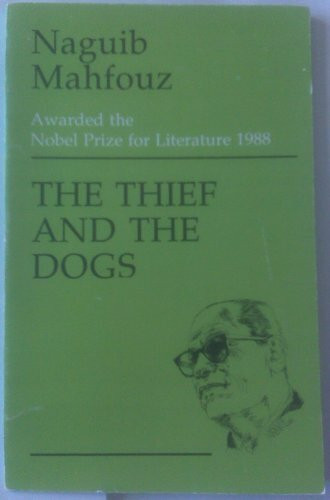 Naguib
Mahfouz
Awarded the
Nobel Prize for Literature 1988
THE THIEF
AND THE
DOGS